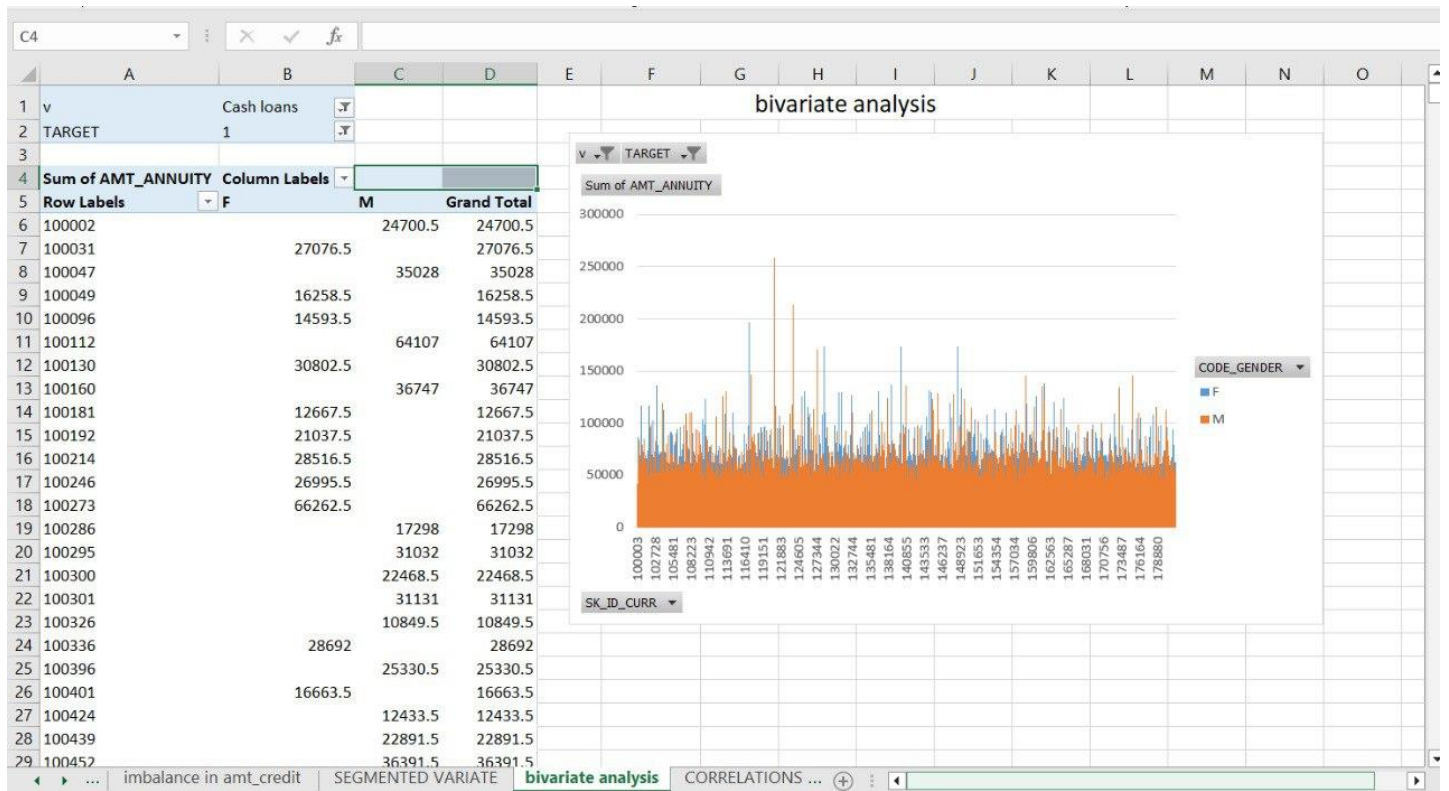 C4 fx
A B C D E F G H I J K L M N O
1 v Cash loans
2 TARGET 1
3
4 Sum of AMT_ANNUITY Column Labels
5 Row Labels F M Grand Total
6 100002 24700.5 24700.5
7 100031 27076.5 27076.5
8 100047 35028 35028
9 100049 16258.5 16258.5
10 100096 14593.5 14593.5
11 100112 64107 64107
12 100130 30802.5 30802.5
13 100160 36747 36747
14 100181 12667.5 12667.5
15 100192 21037.5 21037.5
16 100214 28516.5 28516.5
17 100246 26995.5 26995.5
18 100273 66262.5 66262.5
19 100286 17298 17298
20 100295 31032 31032
21 100300 22468.5 22468.5
22 100301 31131 31131
23 100326 10849.5 10849.5
24 100336 28692 28692
25 100396 25330.5 25330.5
26 100401 16663.5 16663.5
27 100424 12433.5 12433.5
28 100439 22891.5 22891.5
29 100452 36391.5 36391.5
bivariate analysis
v TARGET
Sum of AMT_ANNUITY
300000
250000
200000
150000
100000
50000
0
100003
102728
105481
108223
110942
113691
116410
119151
121883
124605
127344
130022
132744
135481
138164
140855
143533
146237
148923
151653
154354
157034
159806
162563
165287
168031
170756
173487
176164
178880
CODE_GENDER
F
M
SK_ID_CURR
... imbalance in amt_credit SEGMENTED VARIATE bivariate analysis CORRELATIONS ...